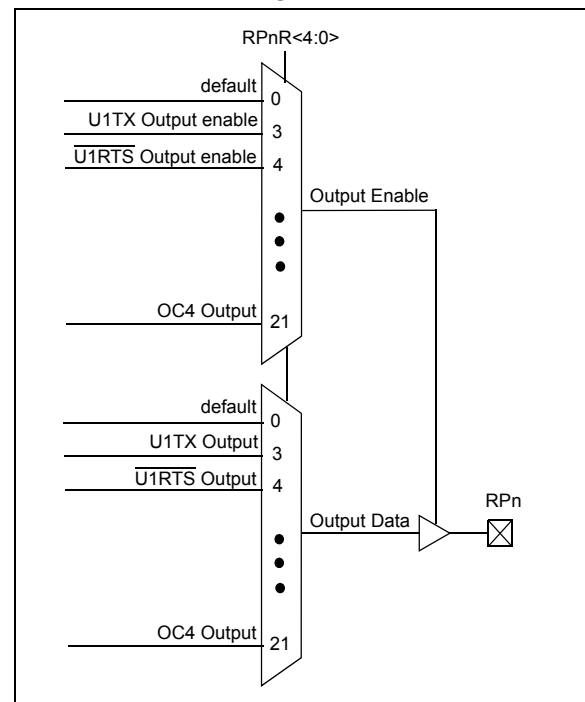 RPnR<4:0>
default
0
U1TX Output enable
3
U1RTS Output enable
4
Output Enable
OC4 Output
21
default
0
U1TX Output
3
U1RTS Output
4
RPn
Output Data
OC4 Output
21